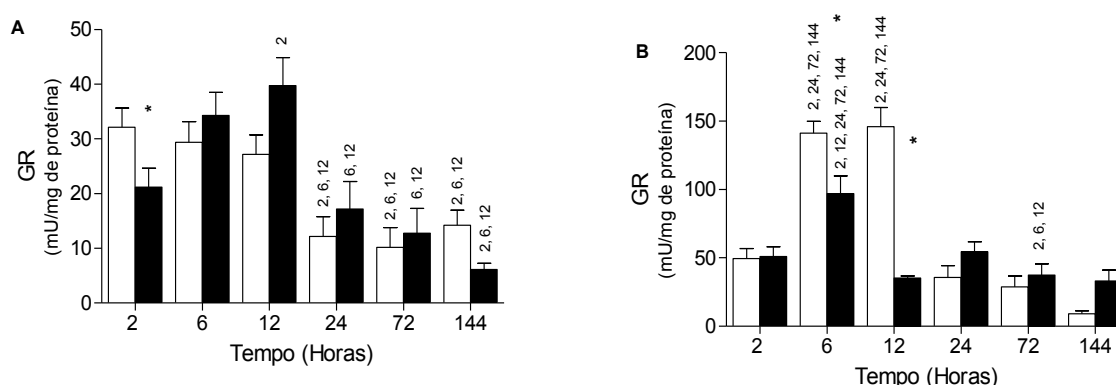 A
50
40
30
20
10
0
GR
(mU/mg de proteína)
*
2
2, 6, 12
6, 12
2, 6, 12
6, 12
2, 6, 12
2, 6, 12
2 6 12 24 72 144
Tempo (Horas)
B
200
150
100
50
0
GR
(mU/mg de proteína)
2, 24, 72, 144
*
2, 12, 24, 72, 144
2, 24, 72, 144
*
2, 6, 12
2 6 12 24 72 144
Tempo (Horas)